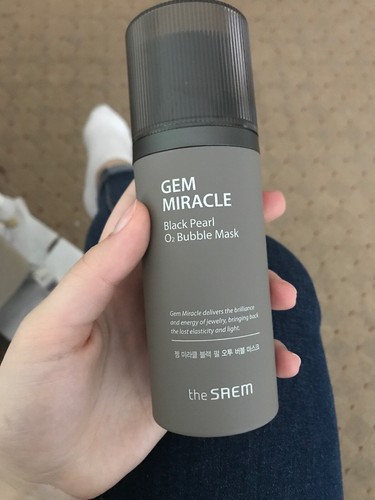 GEM
MIRACLE
Black Pearl
O₂ Bubble Mask
Gem Miracle delivers the brilliance
and energy of jewelry, bringing back
the lost elasticity and light.
젬 미라클 블랙 펄 오투 버블 마스크
the SAEM